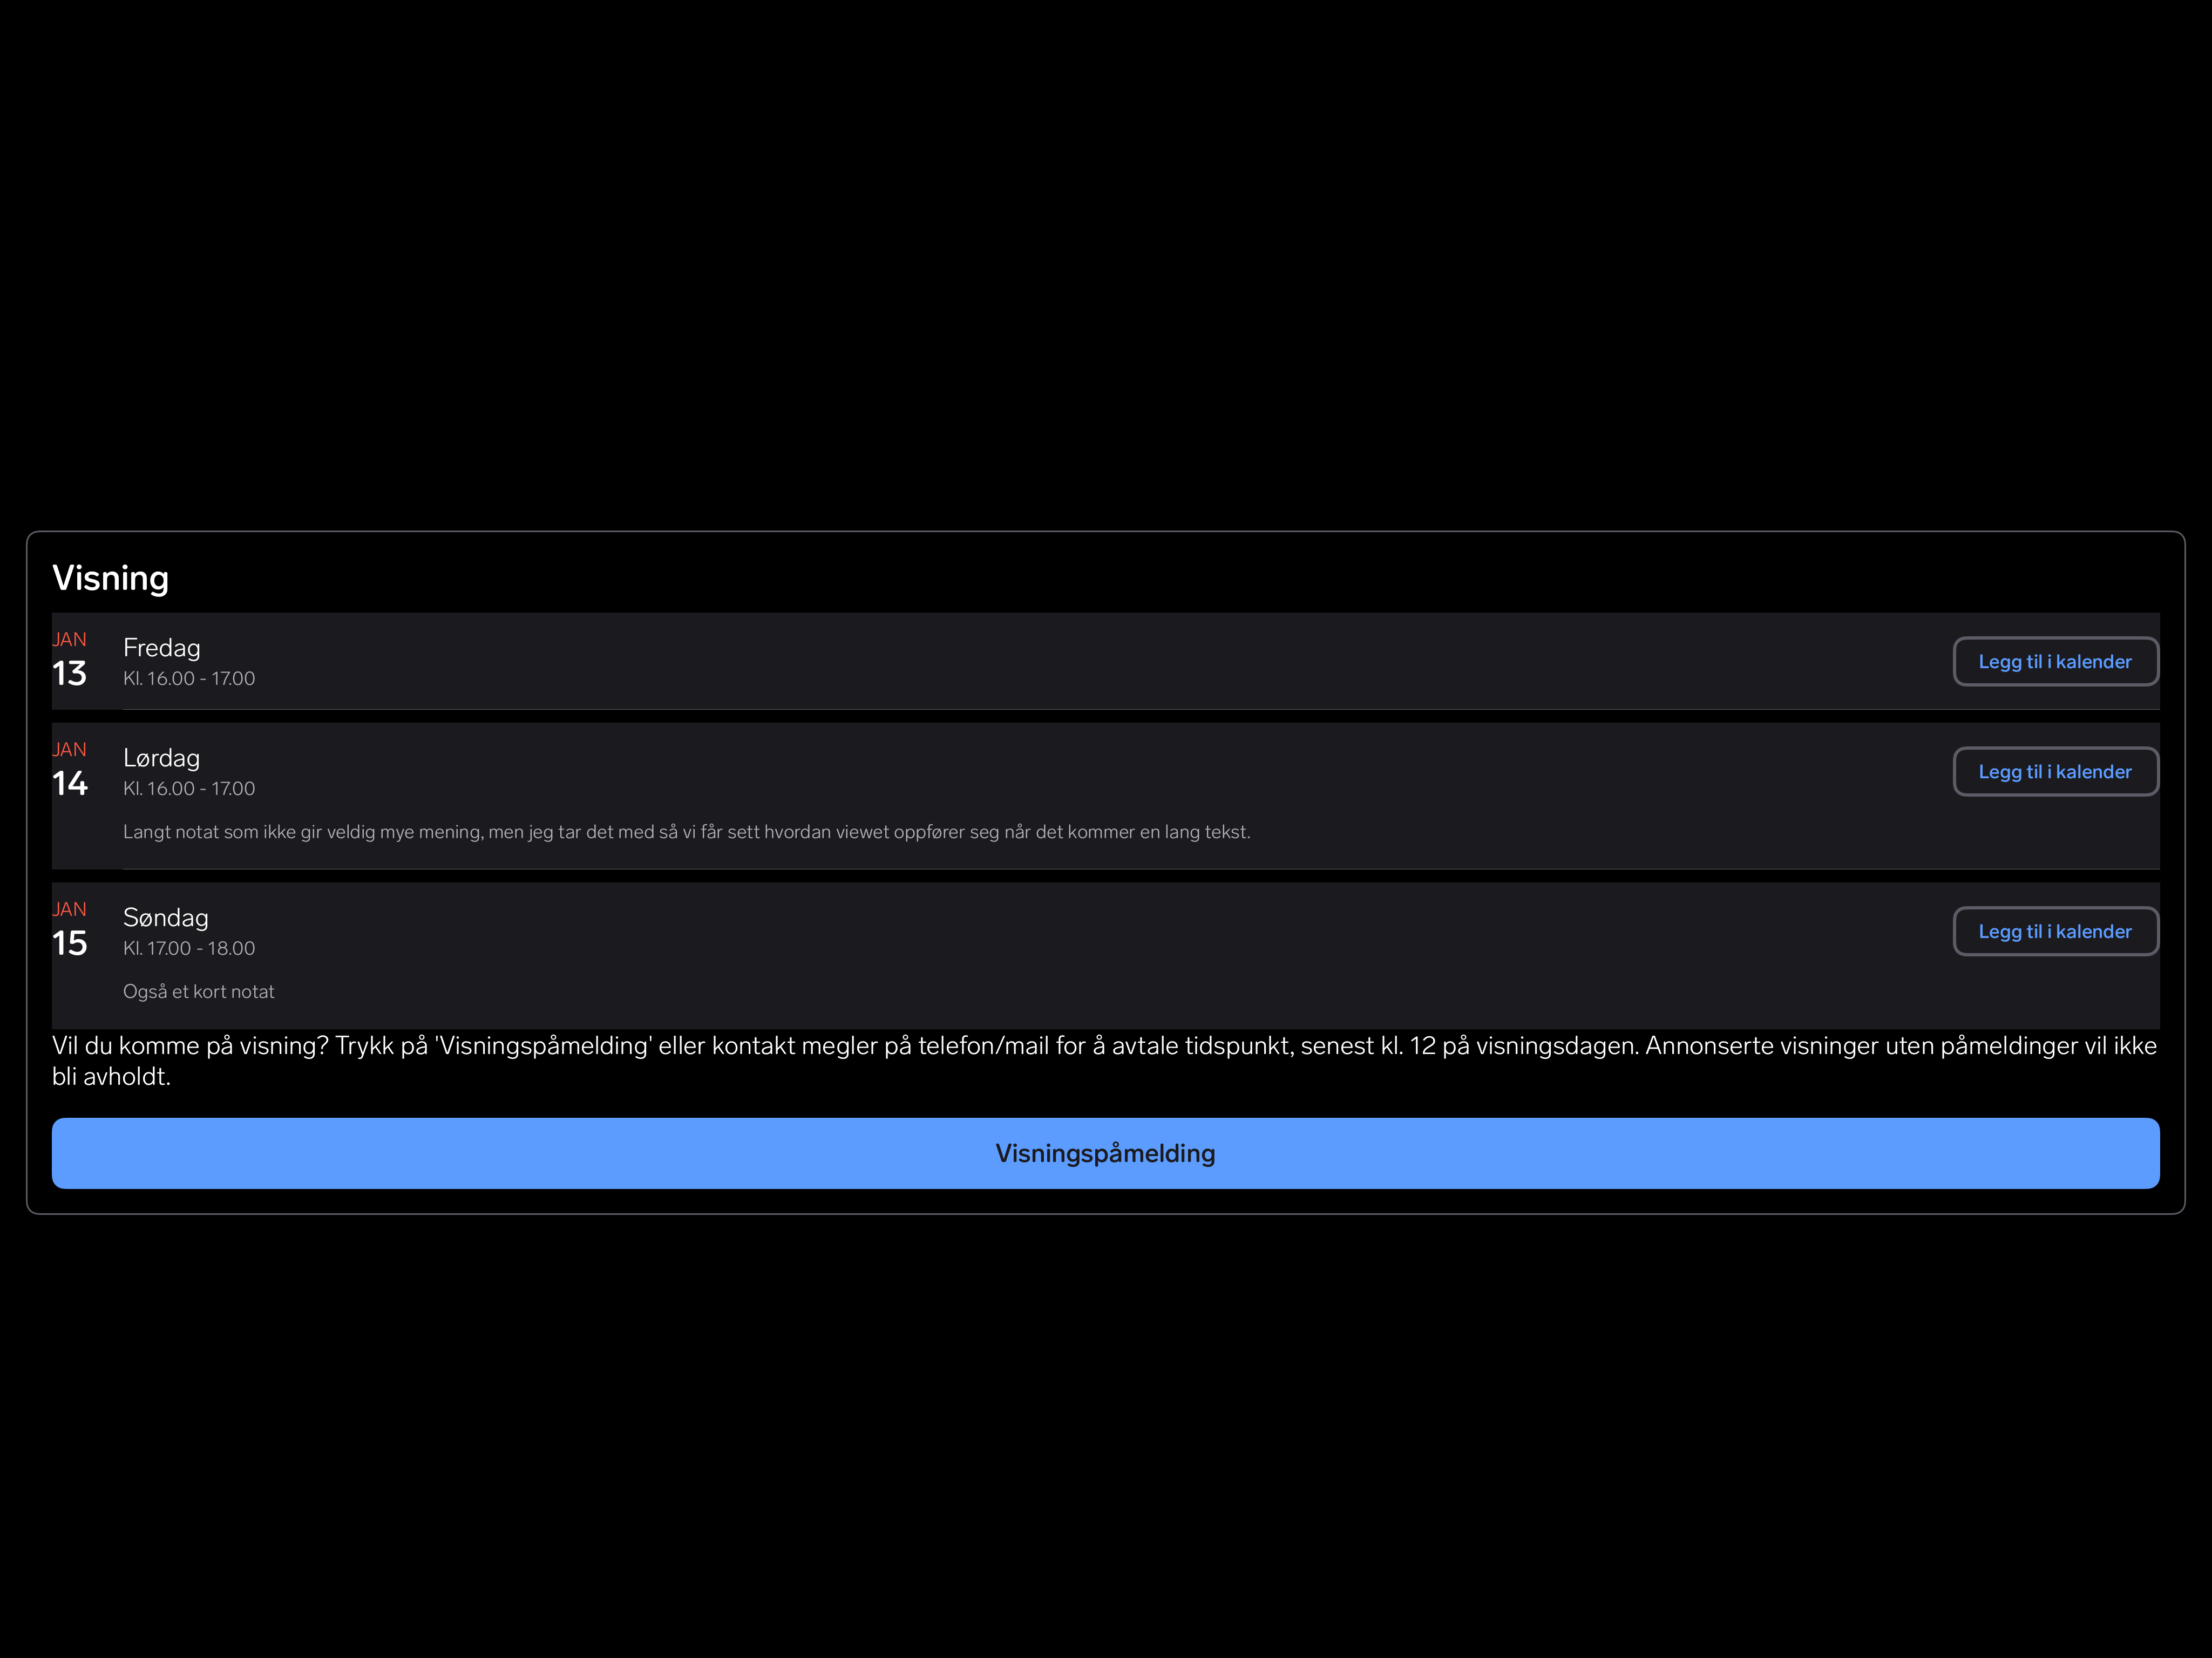 Visning
JAN
13
Fredag
Kl. 16.00 - 17.00
Legg til i kalender
JAN
14
Lørdag
Kl. 16.00 - 17.00
Legg til i kalender
Langt notat som ikke gir veldig mye mening, men jeg tar det med så vi får sett hvordan viewet oppfører seg når det kommer en lang tekst.
JAN
15
Søndag
Kl. 17.00 - 18.00
Legg til i kalender
Også et kort notat
Vil du komme på visning? Trykk på 'Visningspåmelding' eller kontakt megler på telefon/mail for å avtale tidspunkt, senest kl. 12 på visningsdagen. Annonserte visninger uten påmeldinger vil ikke
bli avholdt.
Visningspåmelding